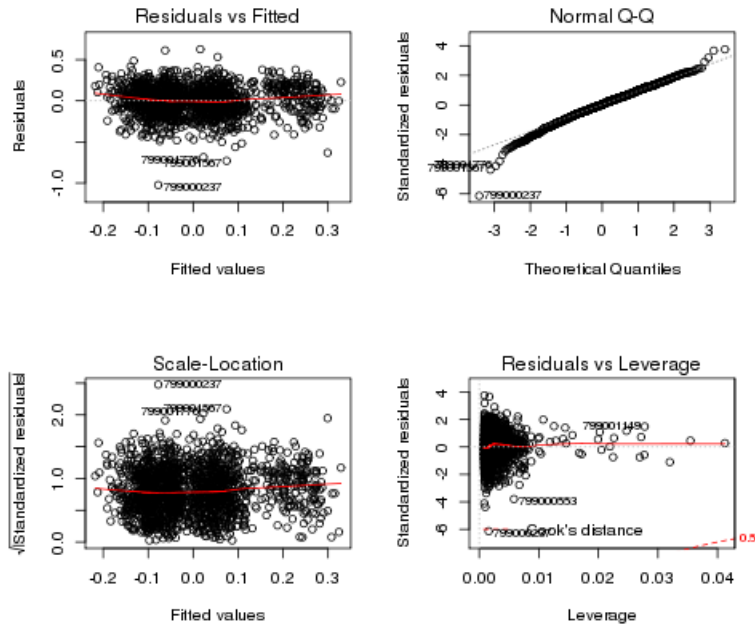 Residuals vs Fitted
Residuals
0.5
0.0
-1.0
799001567
799000237
-0.2 -0.1 0.0 0.1 0.2 0.3
Fitted values
Normal Q-Q
Standardized residuals
4
2
0
-2
-6
799000237
-3 -2 -1 0 1 2 3
Theoretical Quantiles
Scale-Location
√|Standardized residuals|
2.0
1.0
0.0
799000237
799001567
-0.2 -0.1 0.0 0.1 0.2 0.3
Fitted values
Residuals vs Leverage
Standardized residuals
4
2
0
-2
-4
-6
799001149
799000553
Cook's distance
0.5
0.00 0.01 0.02 0.03 0.04
Leverage